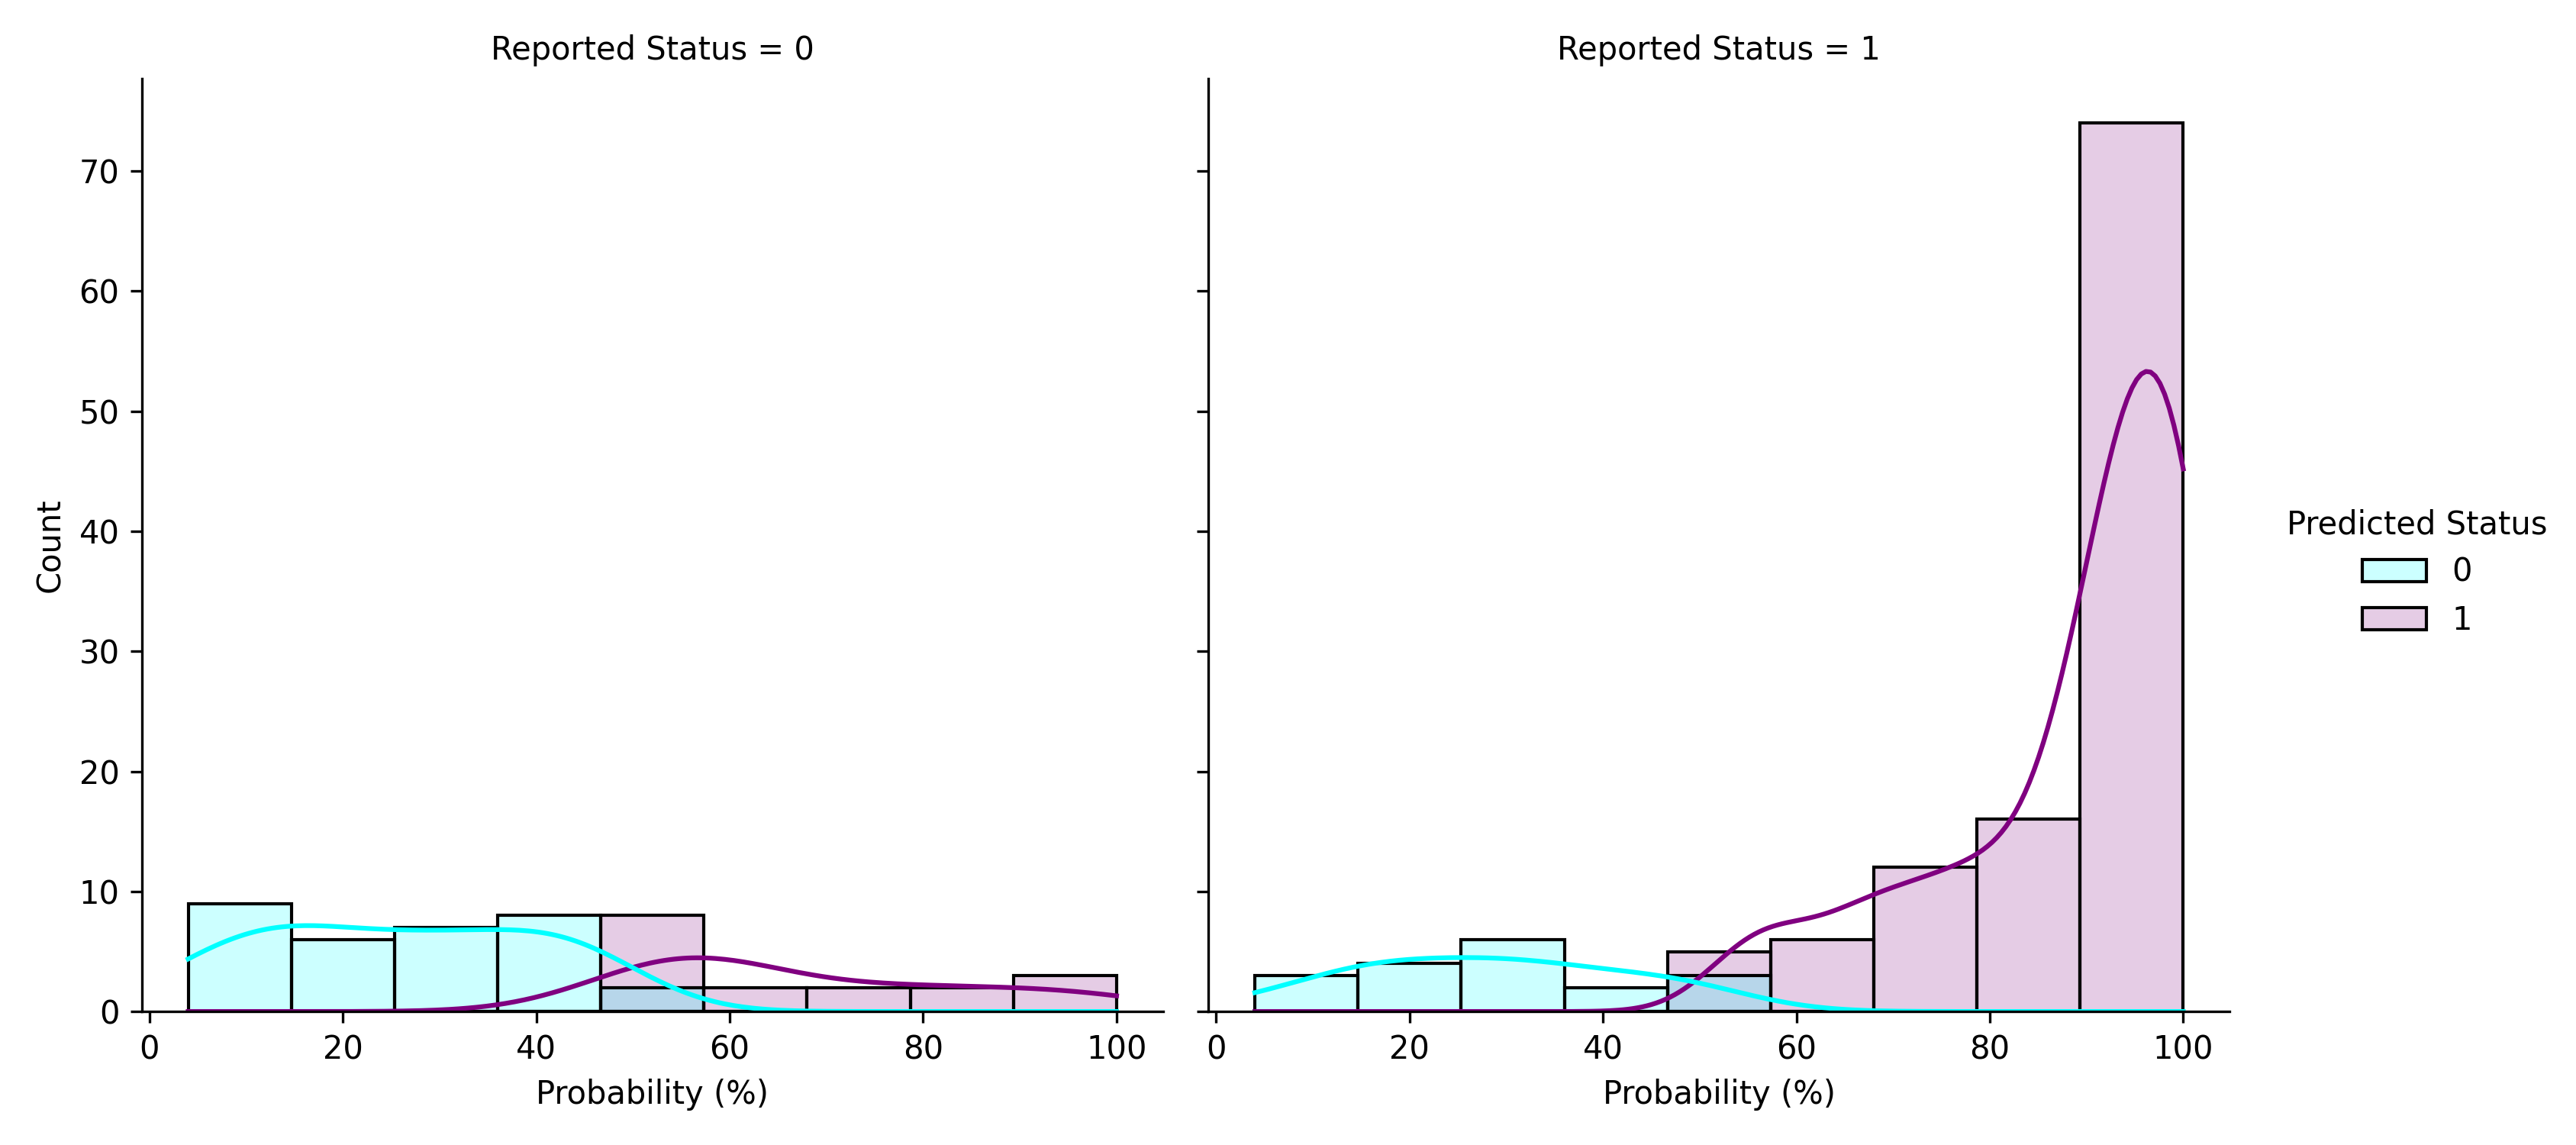 Reported Status = 0
Reported Status = 1
70
60
50
40
30
20
10
0
Count
0 20 40 60 80 100
0 20 40 60 80 100
Probability (%)
Probability (%)
Predicted Status
0
1